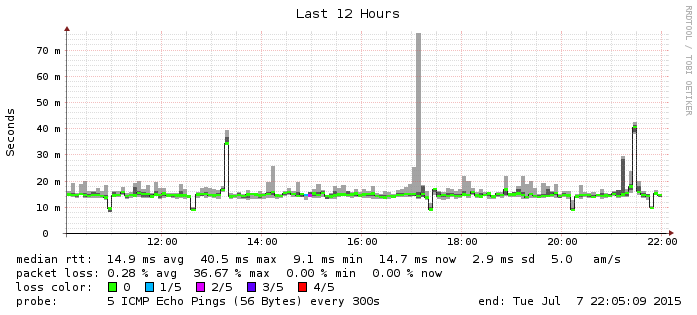 Last 12 Hours
RRDTOOL / TOBI OETIKER
Seconds
70 m
60 m
50 m
40 m
30 m
20 m
10 m
0
12:00 14:00 16:00 18:00 20:00 22:00
median rtt: 14.9 ms avg 40.5 ms max 9.1 ms min 14.7 ms now 2.9 ms sd 5.0 am/s
packet loss: 0.28 % avg 36.67 % max 0.00 % min 0.00 % now
loss color: 0 1/5 2/5 3/5 4/5
probe: 5 ICMP Echo Pings (56 Bytes) every 300s end: Tue Jul 7 22:05:09 2015